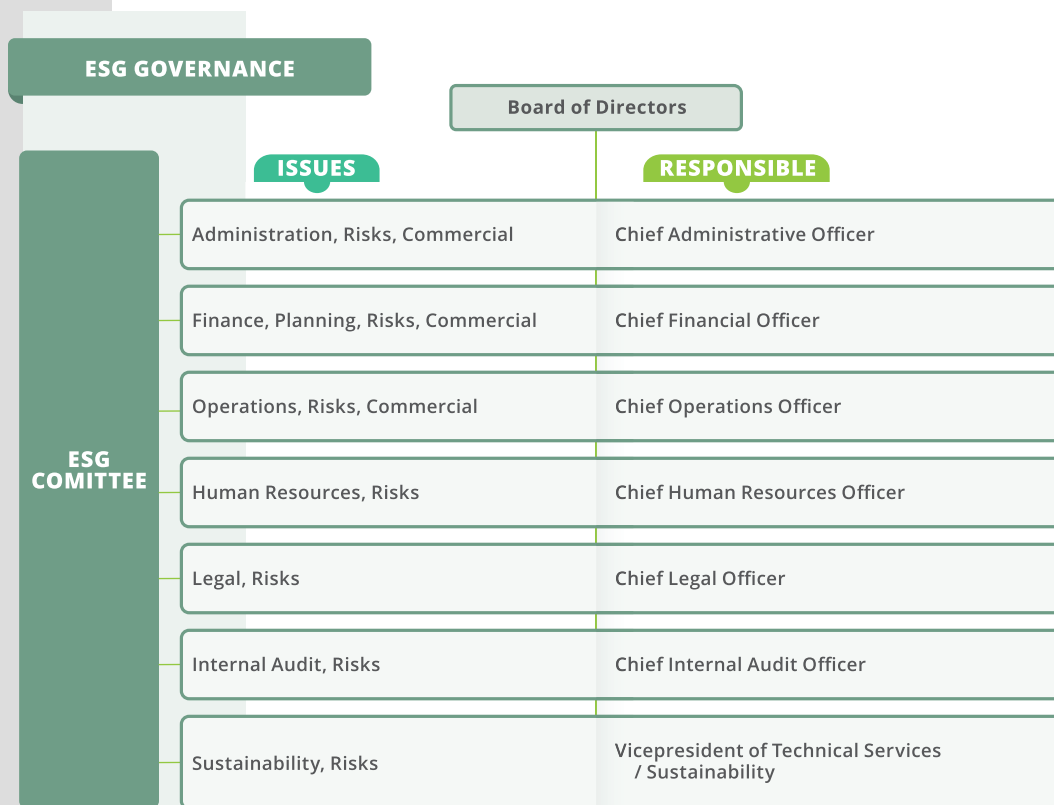 ESG GOVERNANCE
Board of Directors
ISSUES
RESPONSIBLE
Administration, Risks, Commercial
Chief Administrative Officer
Finance, Planning, Risks, Commercial
Chief Financial Officer
Operations, Risks, Commercial
Chief Operations Officer
ESG
COMITTEE
Human Resources, Risks
Chief Human Resources Officer
Legal, Risks
Chief Legal Officer
Internal Audit, Risks
Chief Internal Audit Officer
Sustainability, Risks
Vicepresident of Technical Services
/ Sustainability